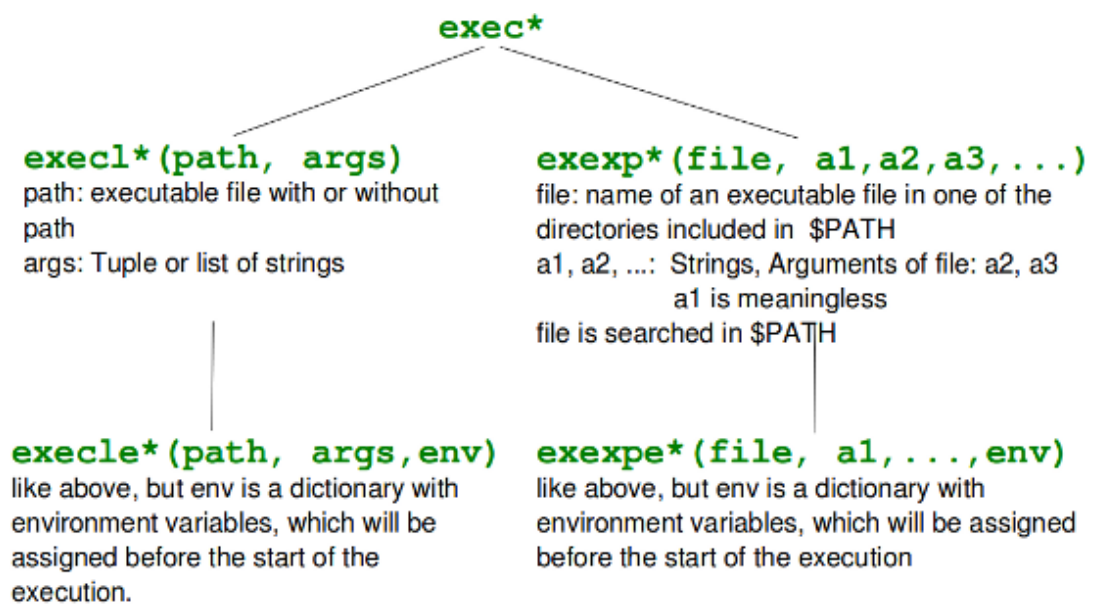 exec*
execl*(path, args)
path: executable file with or without
path
args: Tuple or list of strings
exexp*(file, a1,a2,a3,...)
file: name of an executable file in one of the
directories included in $PATH
a1, a2, ...: Strings, Arguments of file: a2, a3
a1 is meaningless
file is searched in $PATH
execle*(path, args,env)
like above, but env is a dictionary with
environment variables, which will be
assigned before the start of the
execution.
exexpe*(file, a1,...,env)
like above, but env is a dictionary with
environment variables, which will be assigned
before the start of the execution